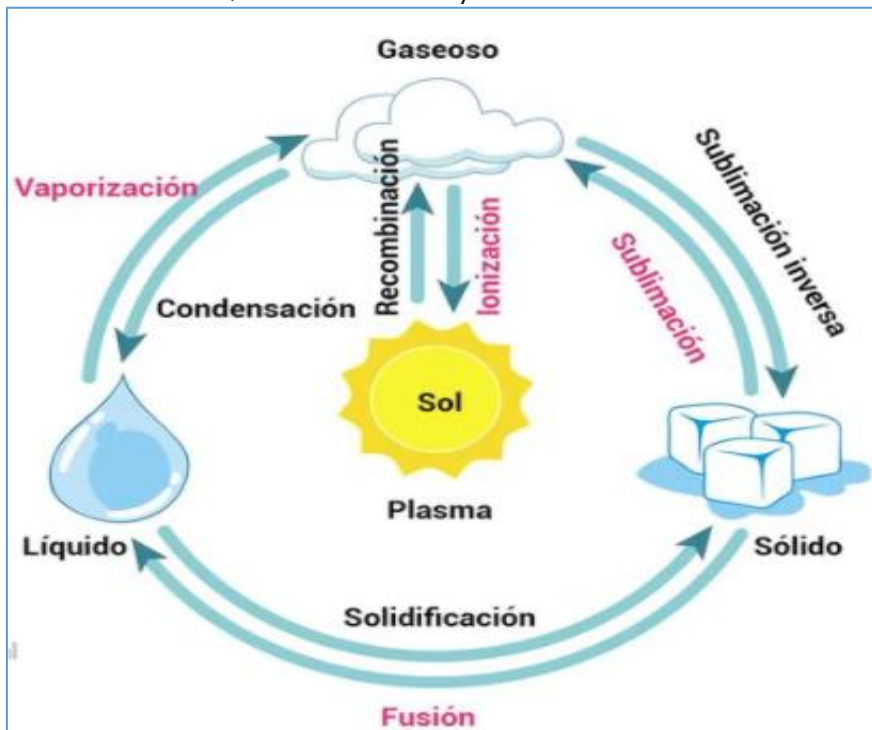 Gaseoso
Vaporización
Recombinación
Ionización
Sublimación inversa
Sublimación
Condensación
Sol
Plasma
Líquido
Sólido
Solidificación
Fusión